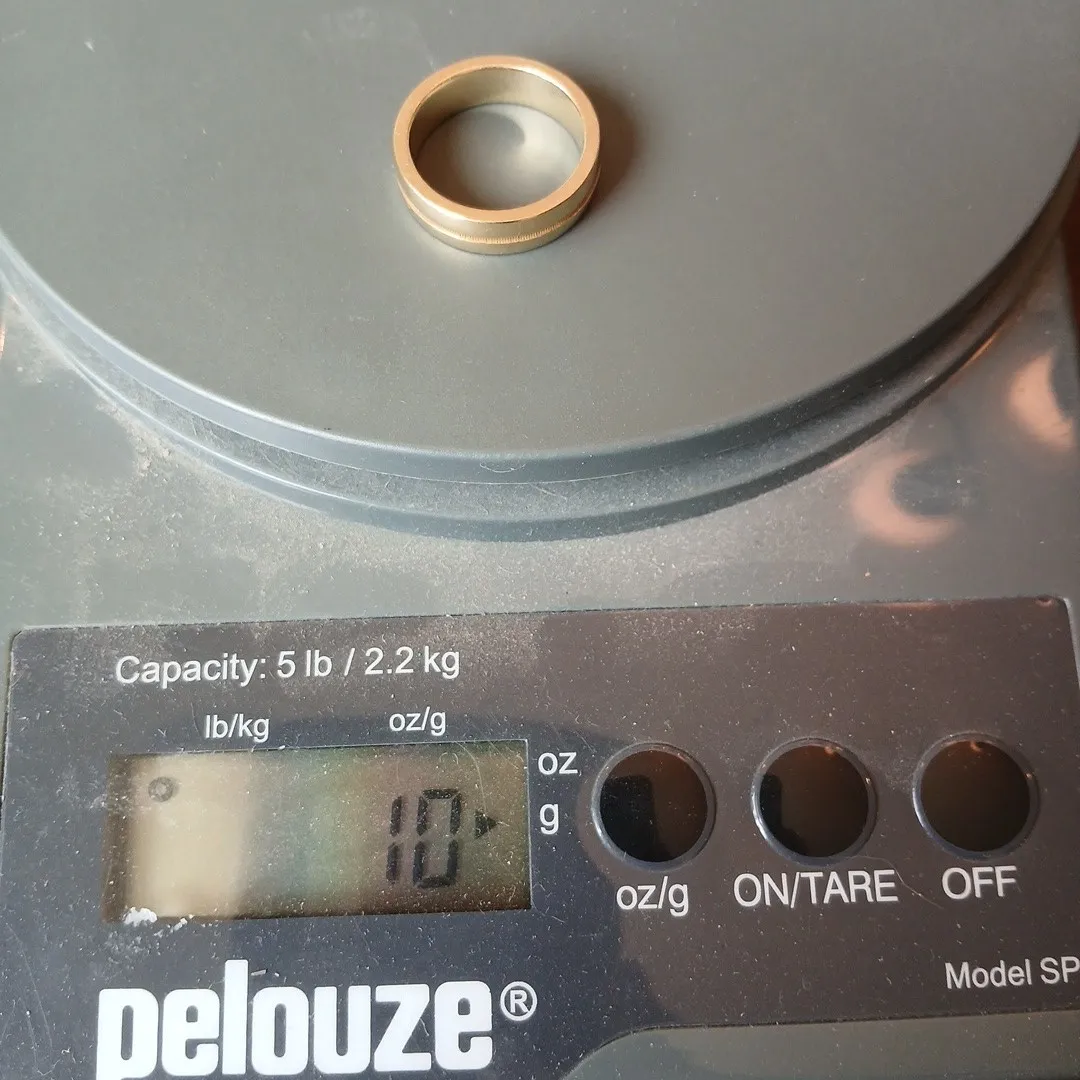 Capacity: 5 lb / 2.2 kg
lb/kg oz/g
oz
g
10
oz/g ON/TARE OFF
Model SP
pelouze®